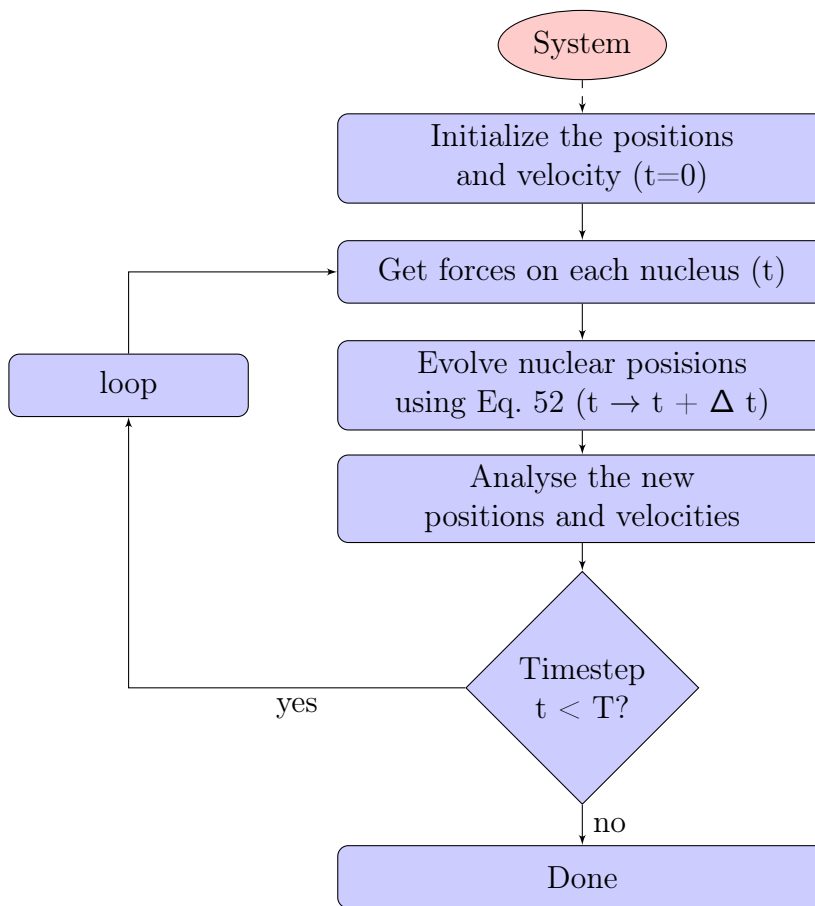 System
Initialize the positions
and velocity (t=0)
Get forces on each nucleus (t)
loop
Evolve nuclear posisions
using Eq. 52 (t → t + Δ t)
Analyse the new
positions and velocities
Timestep
t < T?
yes
no
Done